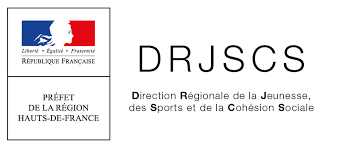 Liberté • Égalité • Fraternité
RÉPUBLIQUE FRANÇAISE
PRÉFET
DE LA RÉGION
HAUTS-DE-FRANCE
DRJSCS
Direction Régionale de la Jeunesse,
des Sports et de la Cohésion Sociale